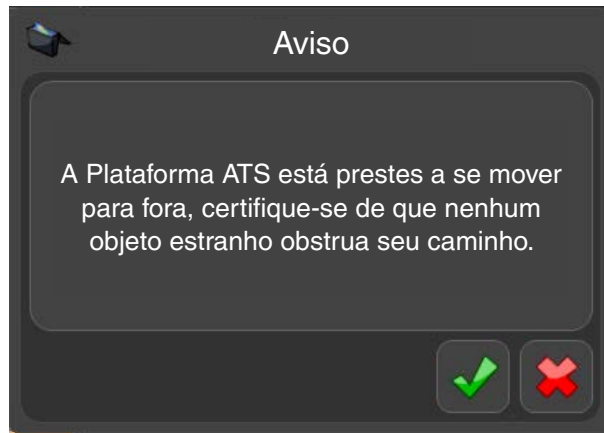 Aviso
A Plataforma ATS está prestes a se mover
para fora, certifique-se de que nenhum
objeto estranho obstrua seu caminho.